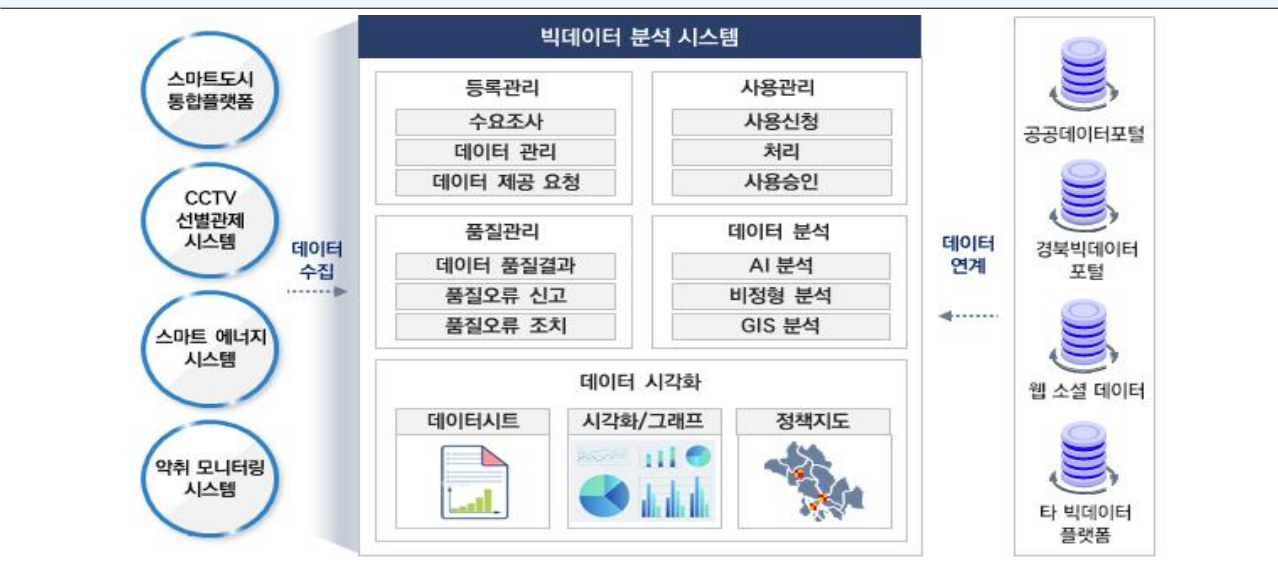 스마트도시
통합플랫폼
CCTV
선별관제
시스템
스마트 에너지
시스템
악취 모니터링
시스템
데이터
수집
빅데이터 분석 시스템
등록관리
수요조사
데이터 관리
데이터 제공 요청
사용관리
사용신청
처리
사용승인
품질관리
데이터 품질결과
품질오류 신고
품질오류 조치
데이터 분석
AI 분석
비정형 분석
GIS 분석
데이터 시각화
데이터시트
시각화/그래프
정책지도
데이터
연계
공공데이터포털
경북빅데이터
포털
웹 소셜 데이터
타 빅데이터
플랫폼